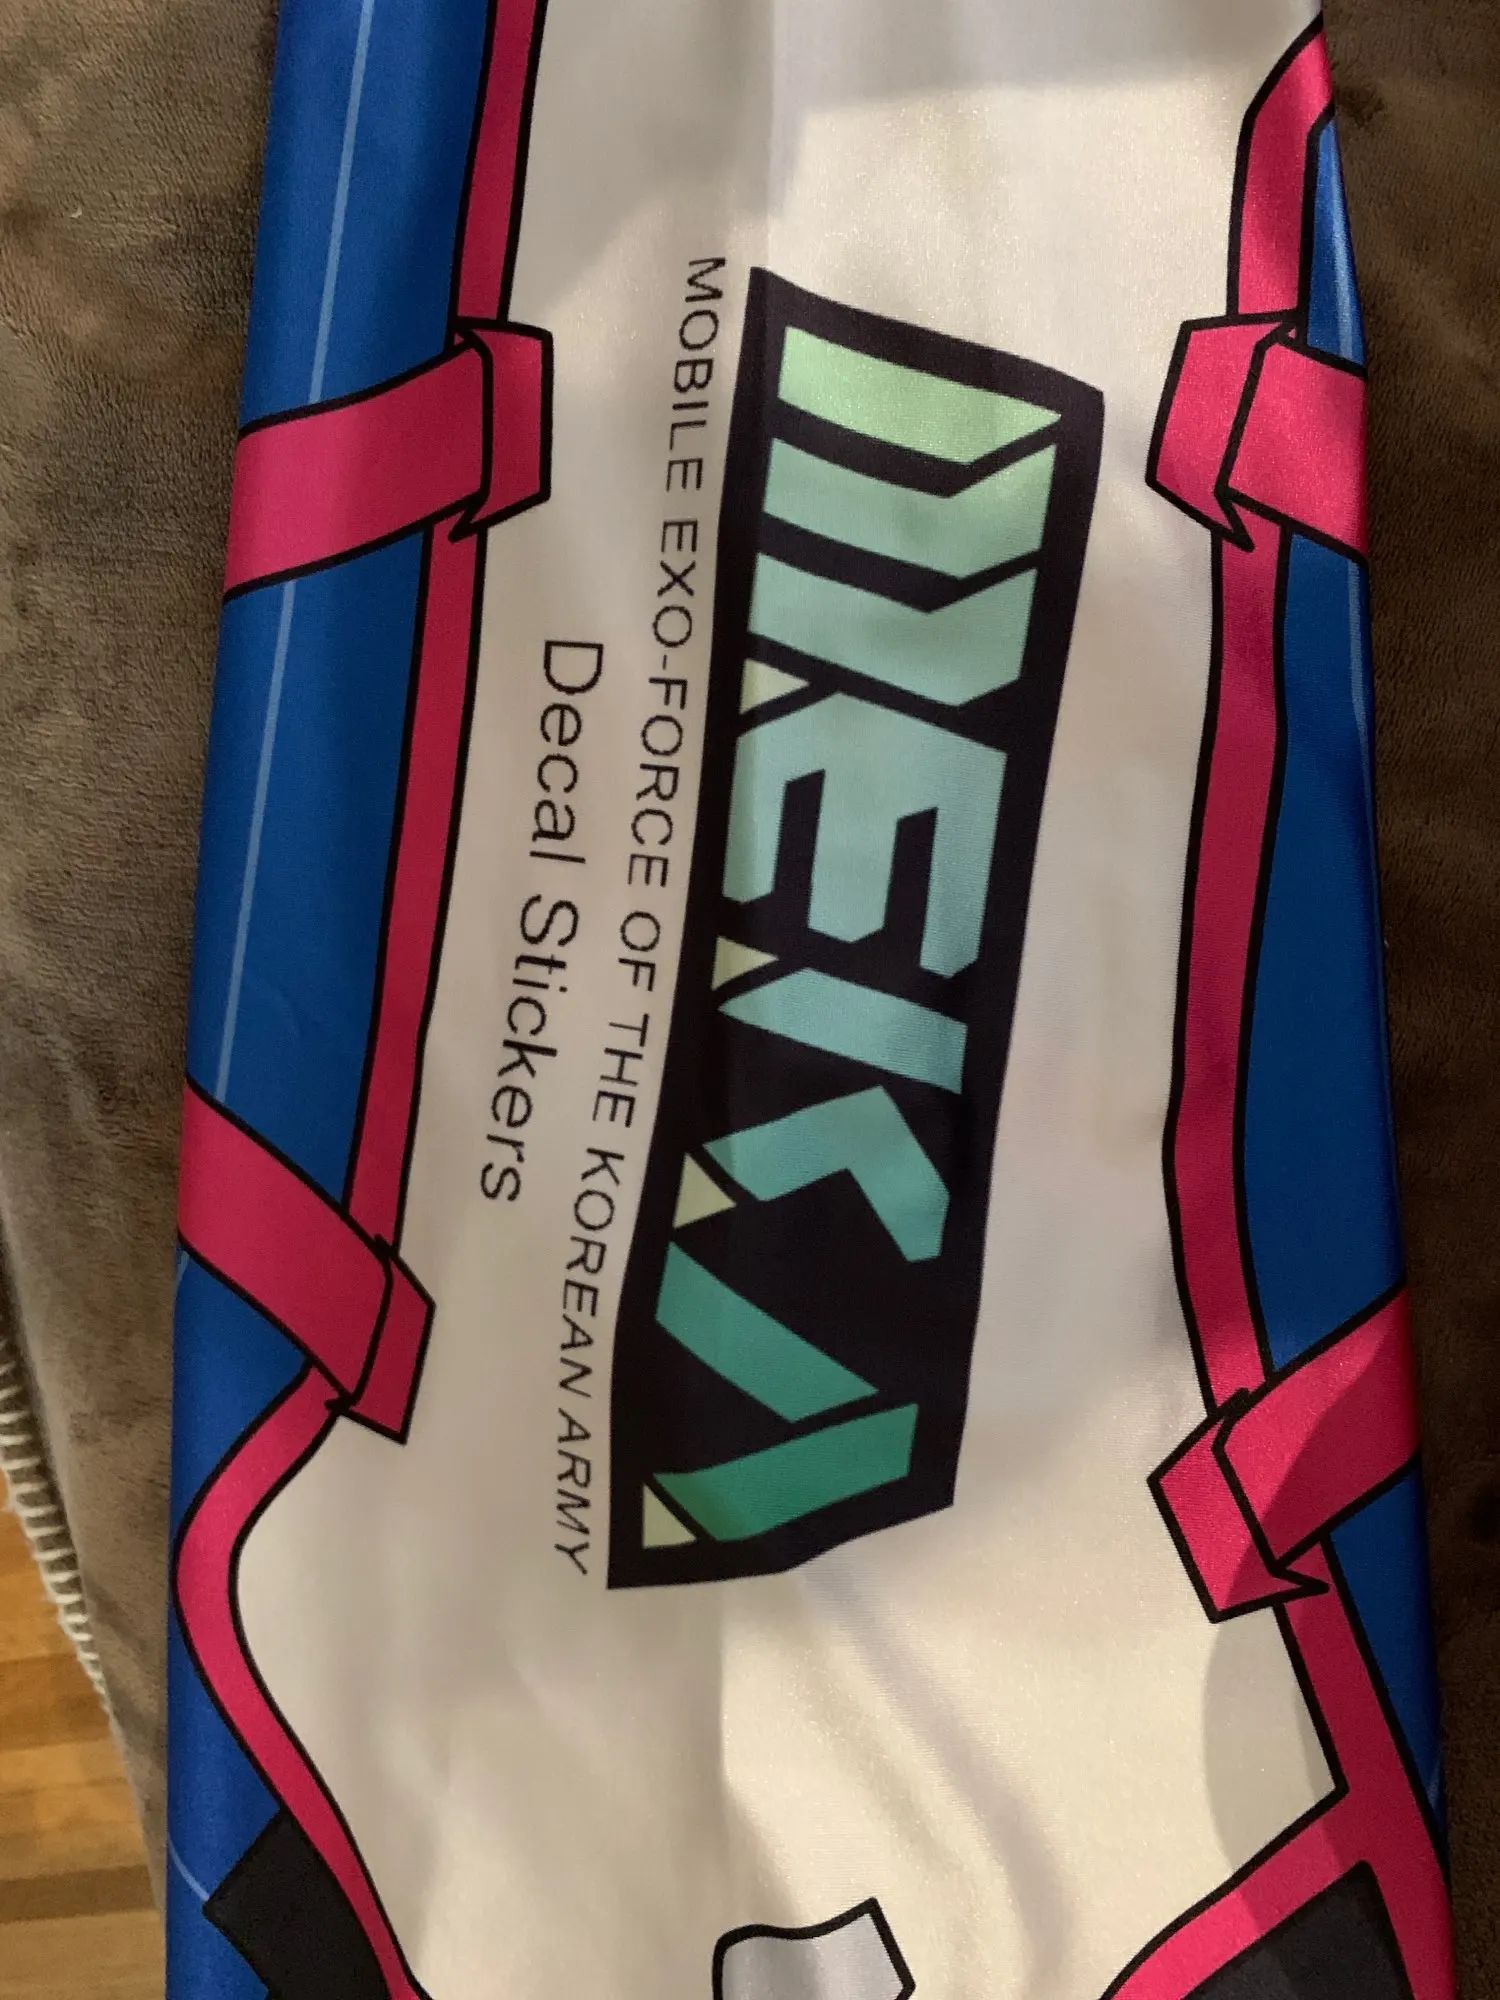 MEKA
MOBILE EXO-FORCE OF THE KOREAN ARMY
Decal Stickers